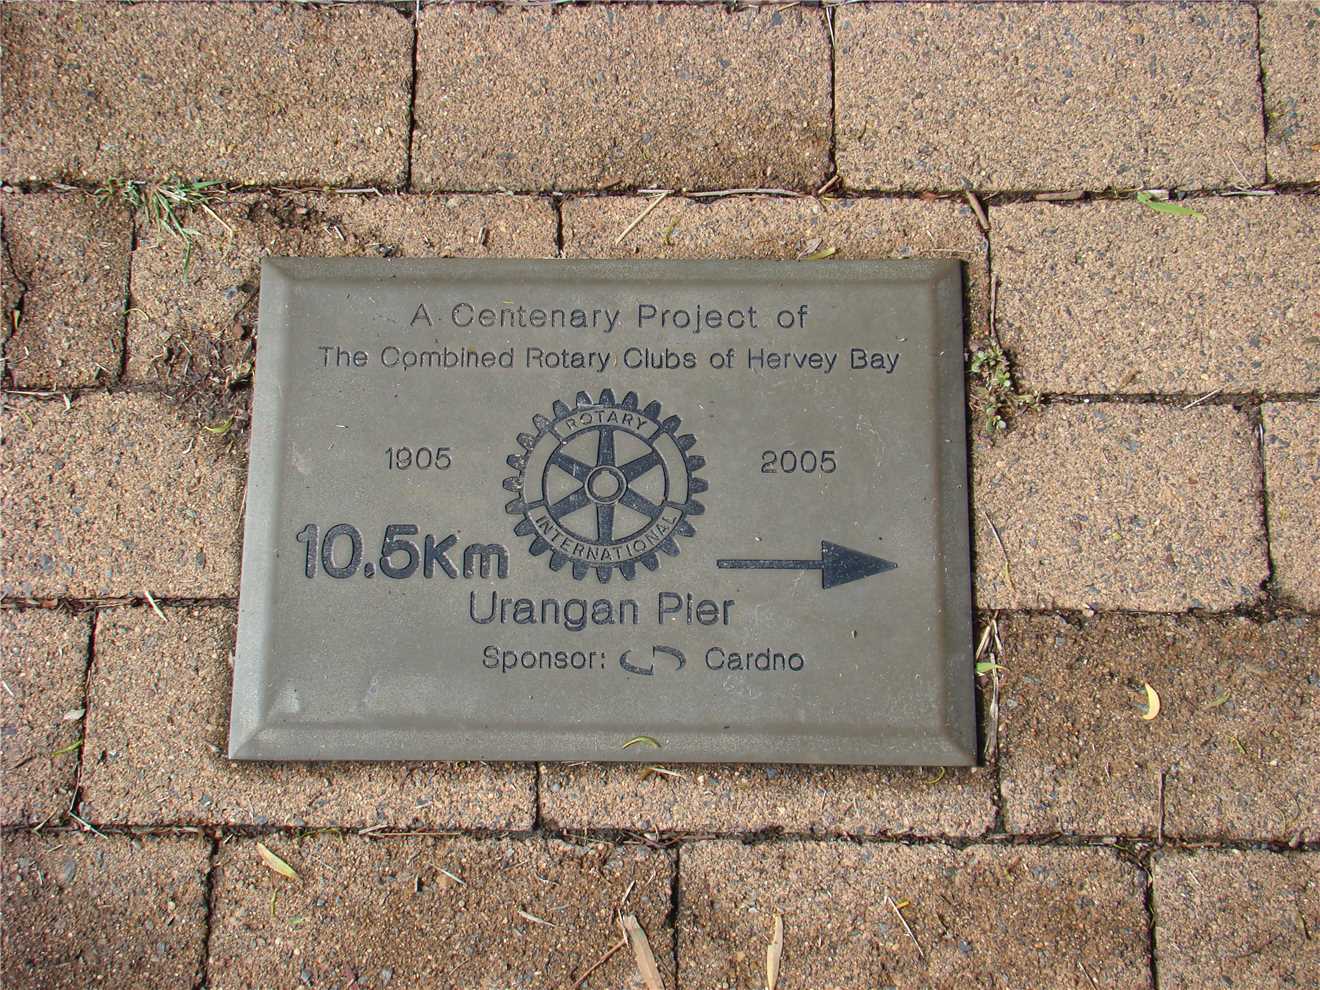 A Centenary Project of
The Combined Rotary Clubs of Hervey Bay
ROTARY
1905 2005
INTERNATIONAL
10.5Km
Urangan Pier
Sponsor: Cardno